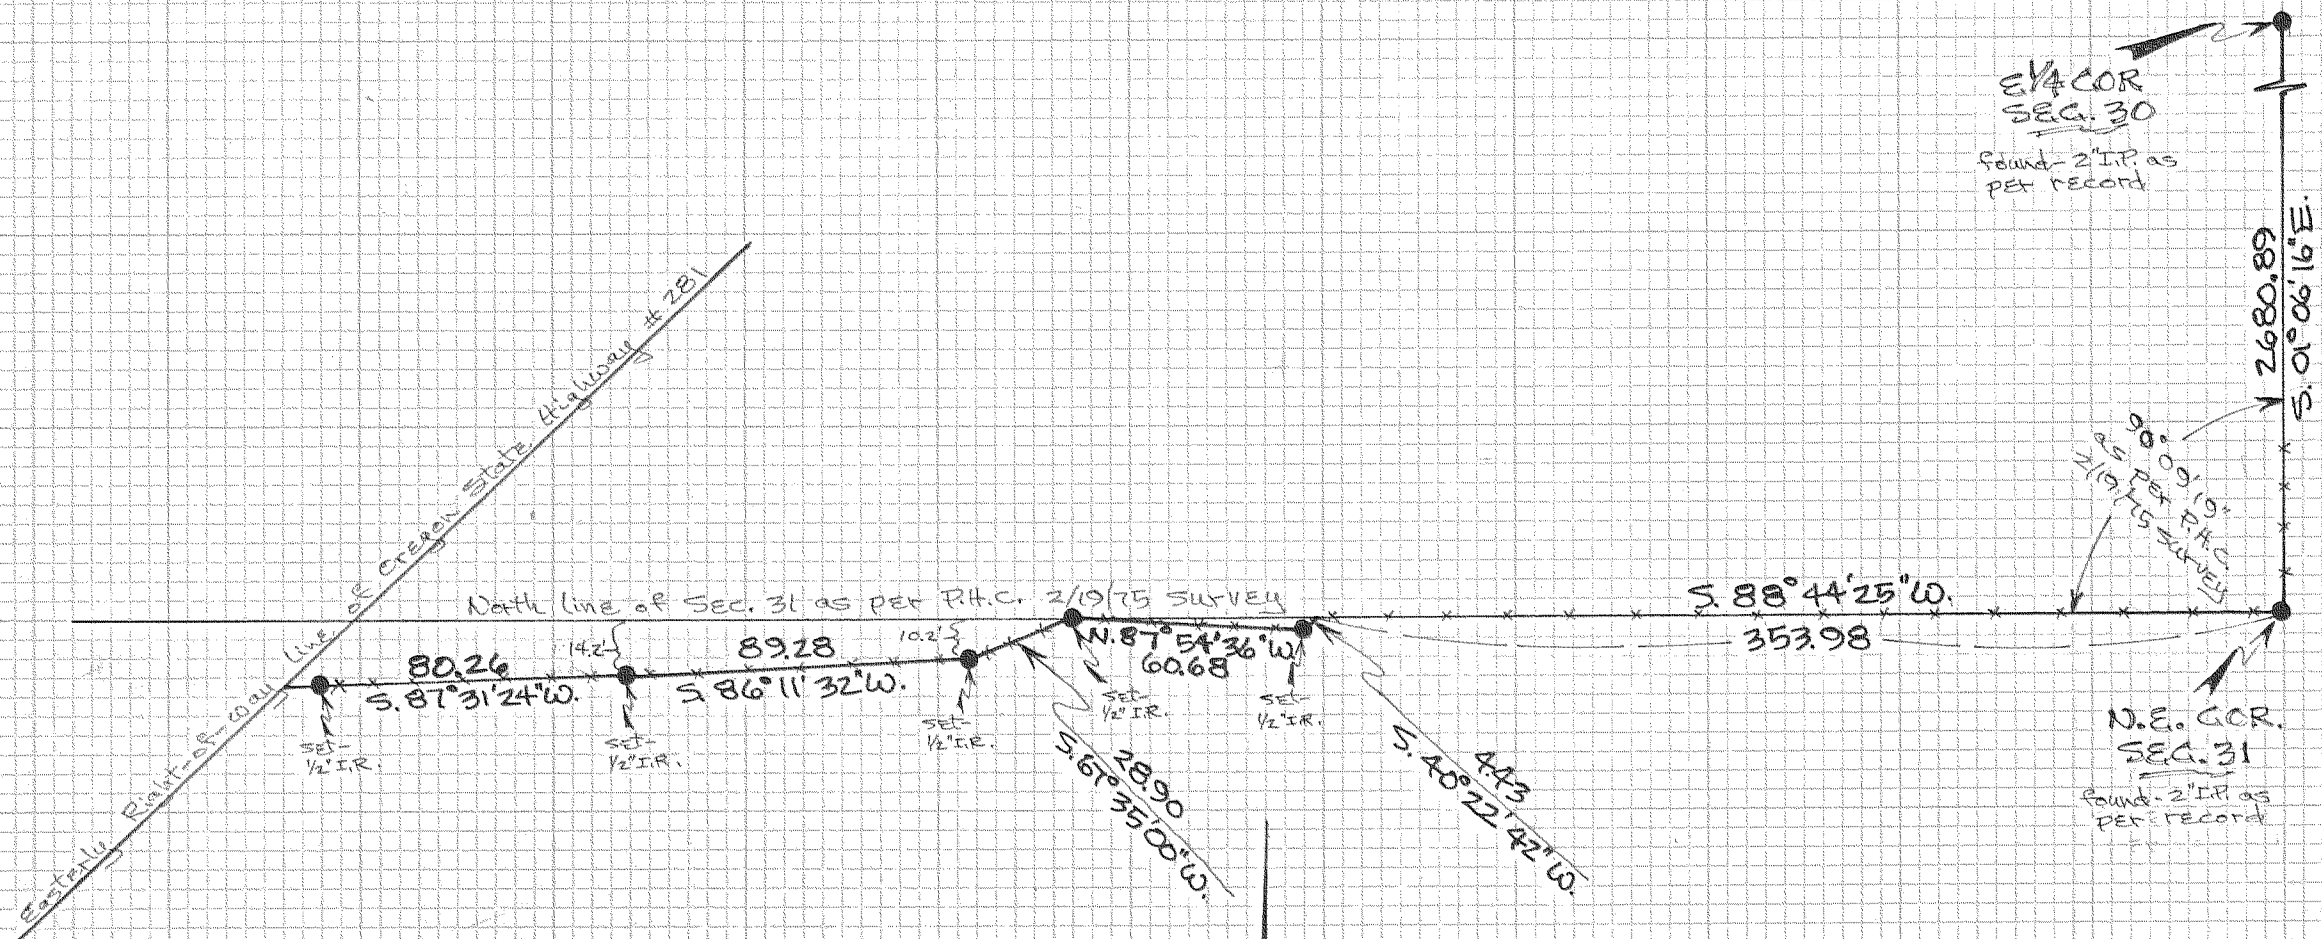 E1/4 COR
SEC. 30
found- 2"I.P. as
per record
2680.89
S. 01° 06' 16" E.
90° 09' 19"
as per P.H.C.
2/19/75 survey
Easterly Right-of-way line of Oregon State Highway # 281
North line of Sec. 31 as per P.H.C. 2/19/75 survey
S. 88° 44' 25" W.
353.98
80.26
S. 87° 31' 24" W.
14.2'
89.28
S. 86° 11' 32" W.
10.2'
N. 87° 54' 36" W.
60.68
set-
1/2" I.R.
set-
1/2" I.R.
set-
1/2" I.R.
set-
1/2" I.R.
set-
1/2" I.R.
28.90
S. 67° 35' 00" W.
4.43
S. 40° 22' 42" W.
N.E. COR.
SEC. 31
found- 2"I.P. as
per record